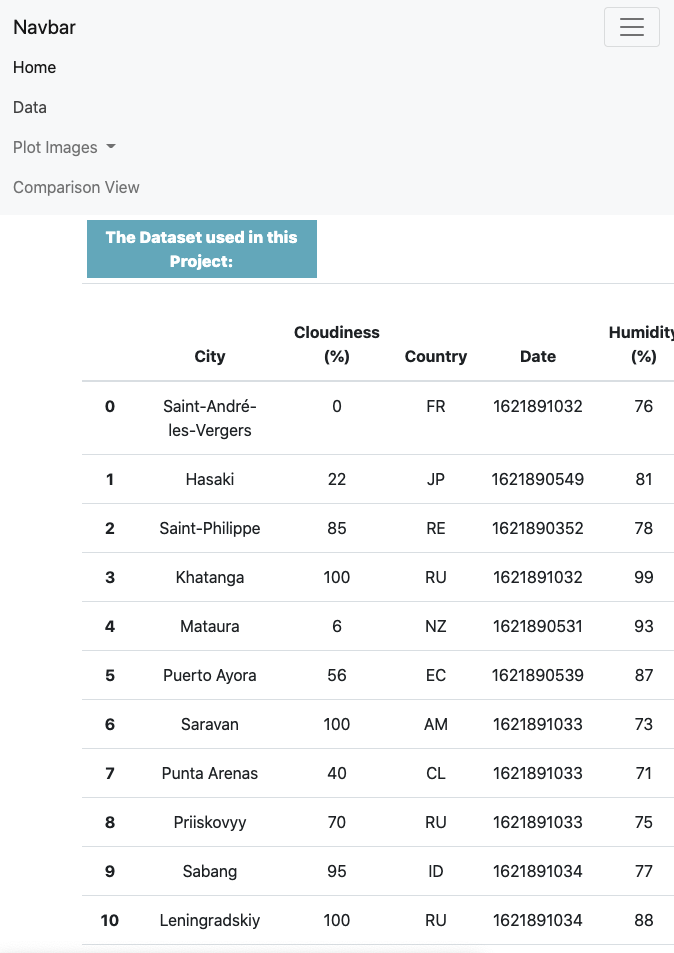 Navbar
Home
Data
Plot Images
Comparison View
The Dataset used in this
Project:
Cloudiness Humidity
City (%) Country Date (%)
0 Saint-André- 0 FR 1621891032 76
les-Vergers
1 Hasaki 22 JP 1621890549 81
2 Saint-Philippe 85 RE 1621890352 78
3 Khatanga 100 RU 1621891032 99
4 Mataura 6 NZ 1621890531 93
5 Puerto Ayora 56 EC 1621890539 87
6 Saravan 100 AM 1621891033 73
7 Punta Arenas 40 CL 1621891033 71
8 Priiskovyy 70 RU 1621891033 75
9 Sabang 95 ID 1621891034 77
10 Leningradskiy 100 RU 1621891034 88